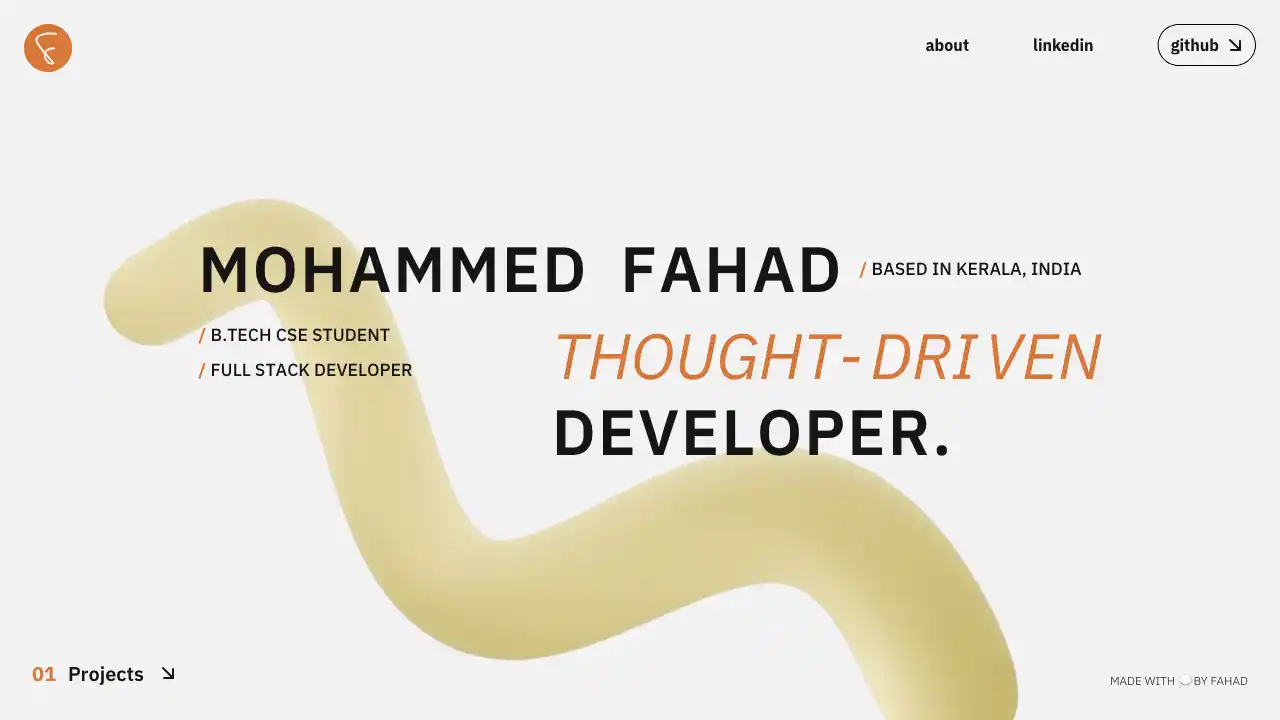 about
linkedin
github
MOHAMMED FAHAD
/ BASED IN KERALA, INDIA
/ B.TECH CSE STUDENT
/ FULL STACK DEVELOPER
THOUGHT-DRIVEN
DEVELOPER.
01 Projects
MADE WITH 💭 BY FAHAD